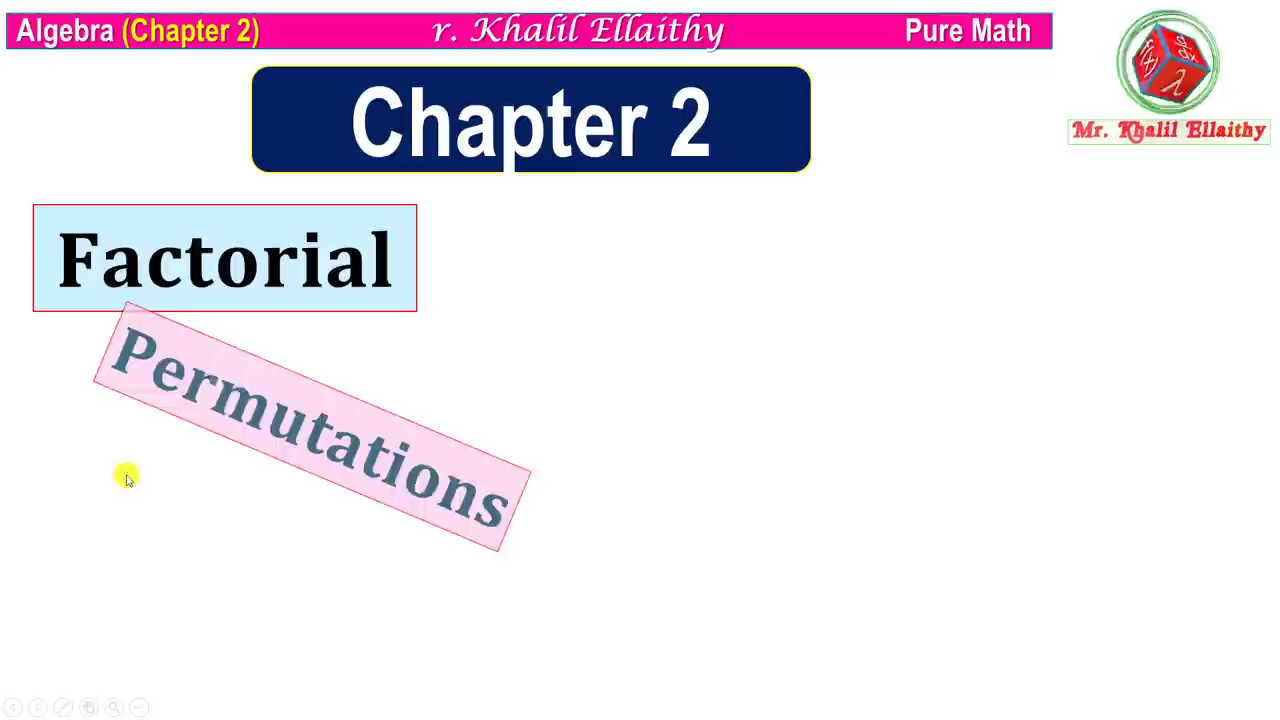 Algebra (Chapter 2) r. Khalil Ellaithy Pure Math
Mr. Khalil Ellaithy
Chapter 2
Factorial
Permutations